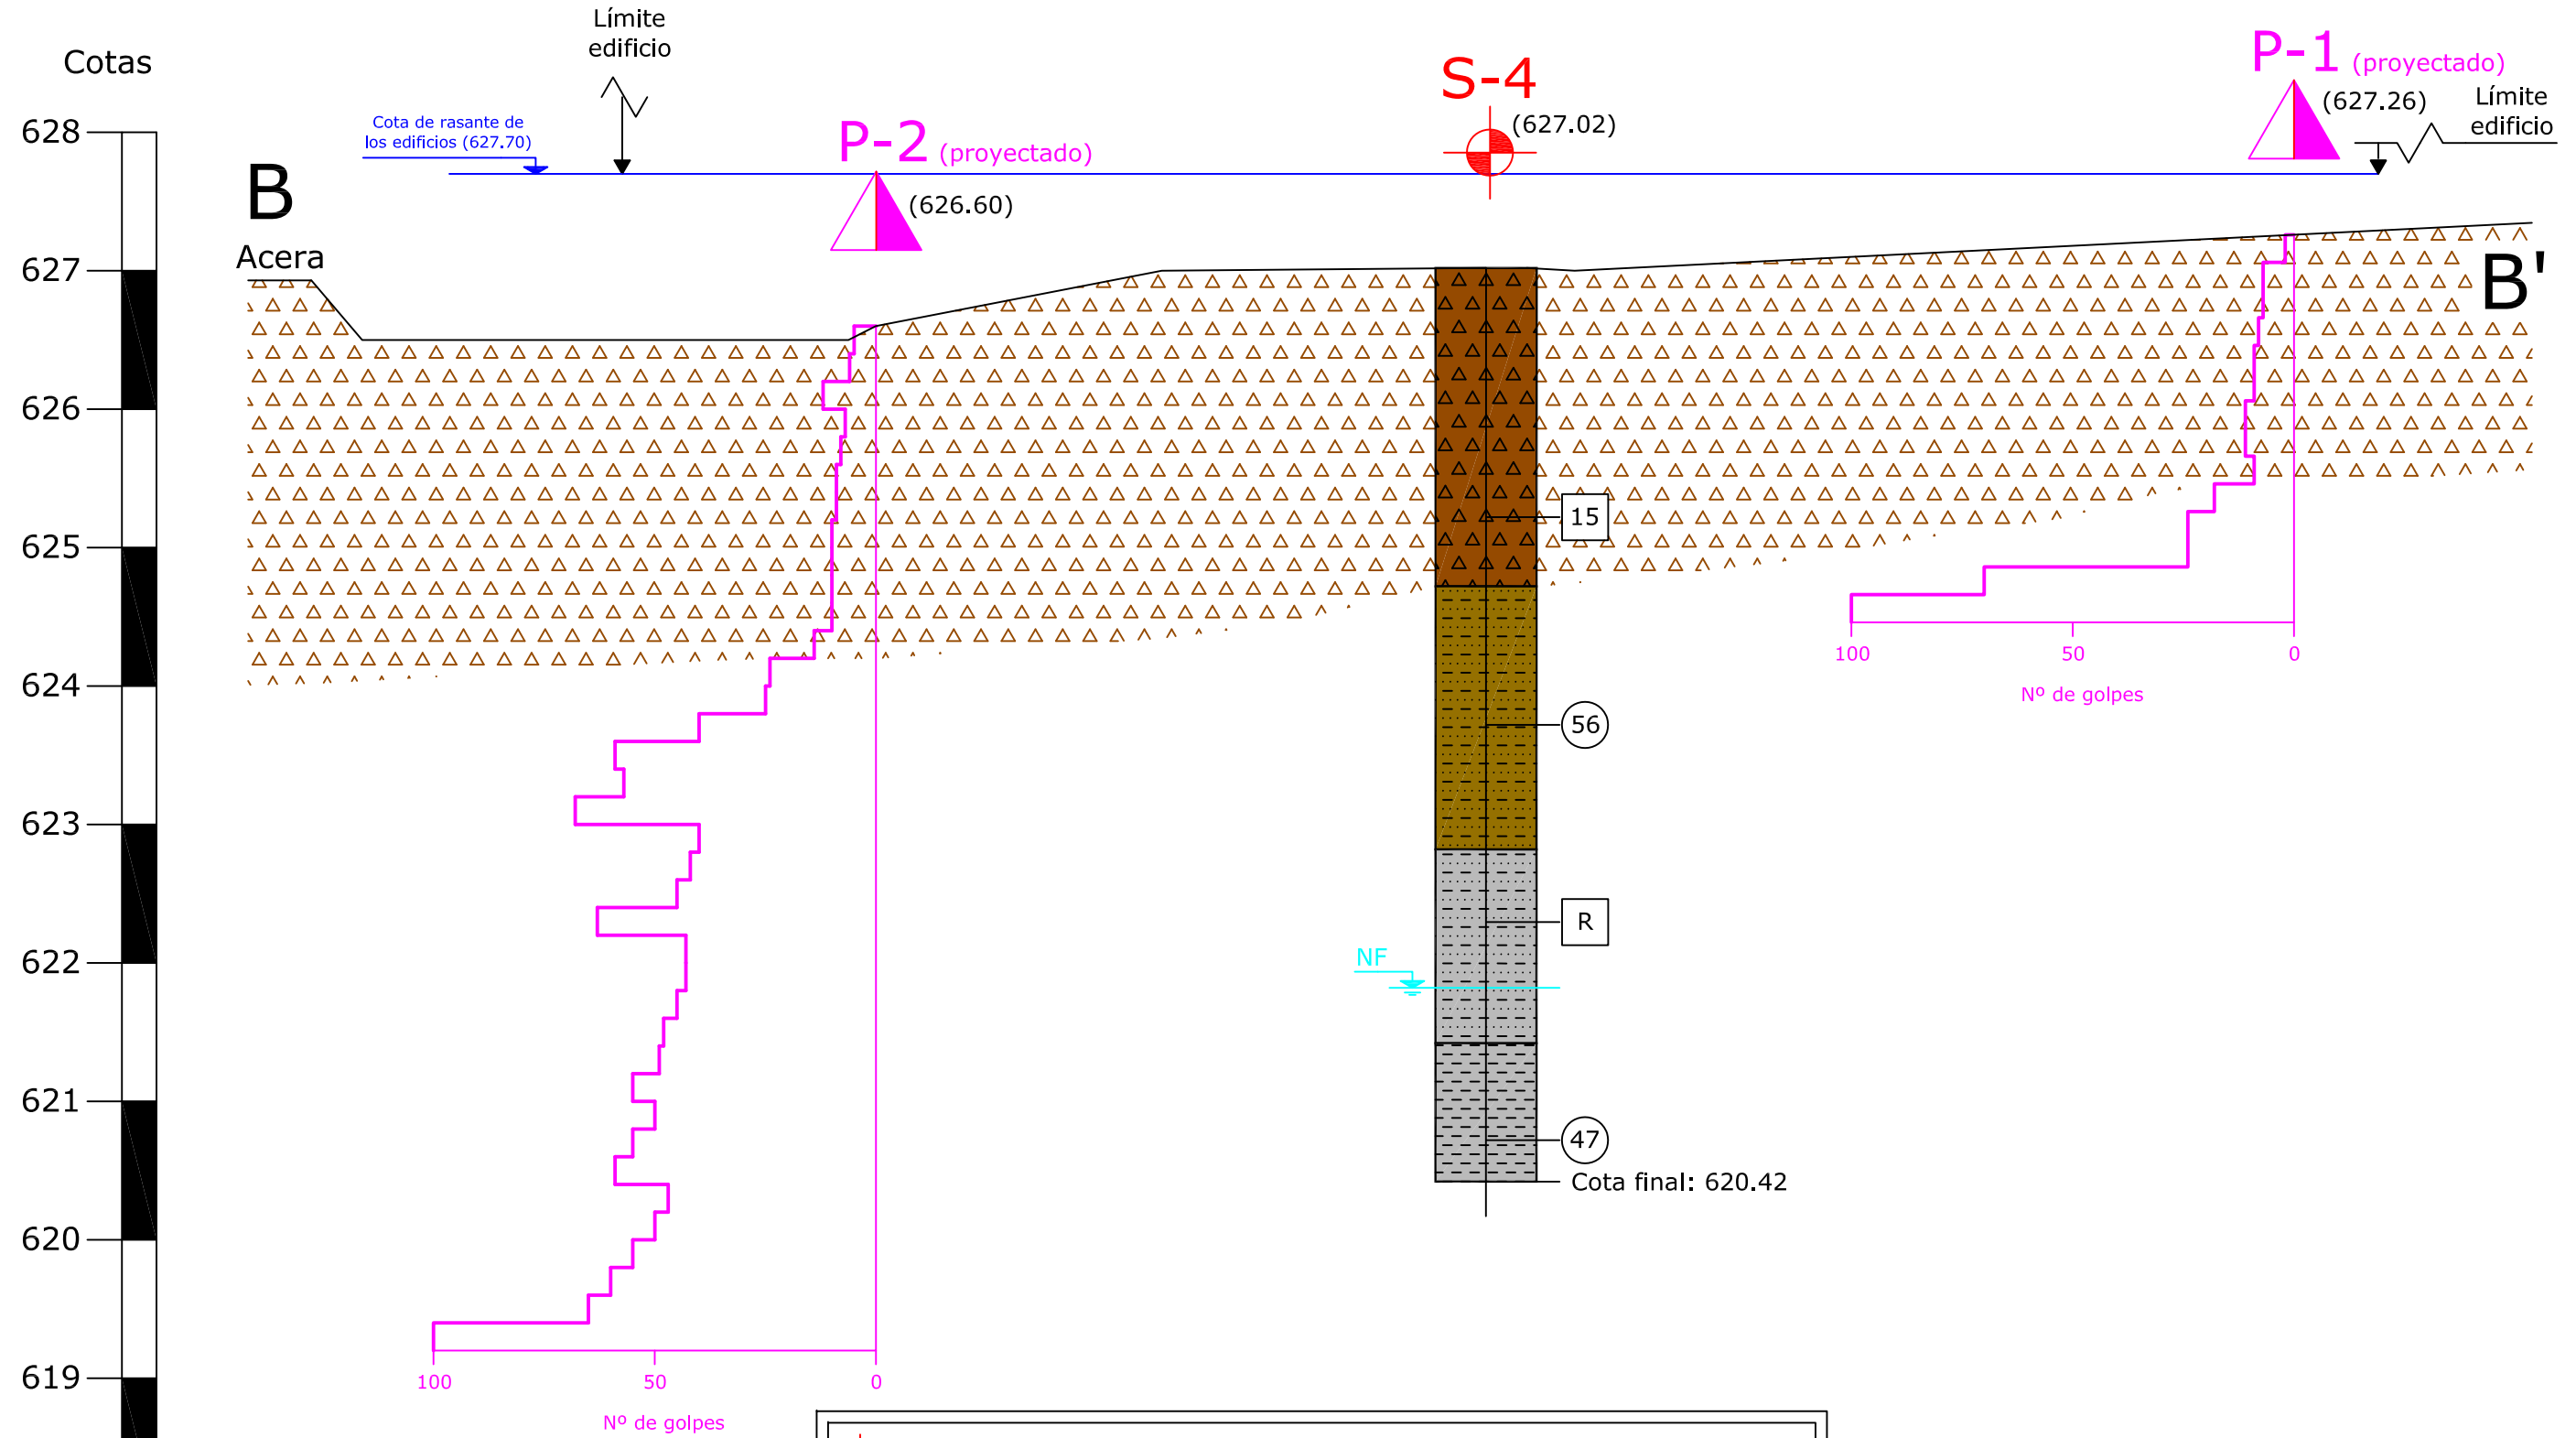 Cotas
Límite
edificio
Cota de rasante de
los edificios (627.70)
B
Acera
P-2 (proyectado)
(626.60)
S-4
(627.02)
P-1 (proyectado)
(627.26)
Límite
edificio
B'
628
627
626
625
624
623
622
621
620
619
15
56
R
NF
47
Cota final: 620.42
100 50 0
Nº de golpes
100 50 0
Nº de golpes